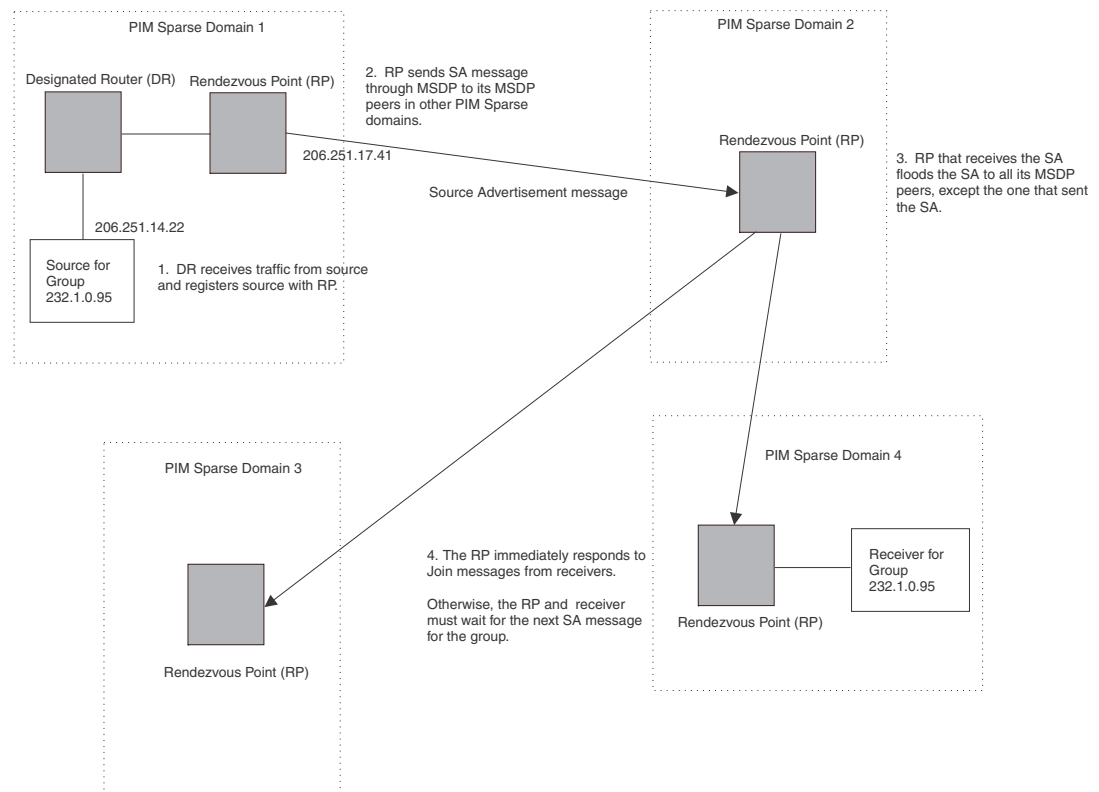 PIM Sparse Domain 1
PIM Sparse Domain 2
Designated Router (DR)
Rendezvous Point (RP)
2.  RP sends SA message
through MSDP to its MSDP
peers in other PIM Sparse
domains.
206.251.17.41
Source Advertisement message
Rendezvous Point (RP)
3.  RP that receives the SA
floods the SA to all its MSDP
peers, except the one that sent
the SA.
206.251.14.22
Source for
Group
232.1.0.95
1.  DR receives traffic from source
and registers source with RP.
PIM Sparse Domain 3
Rendezvous Point (RP)
PIM Sparse Domain 4
4. The RP immediately responds to
Join messages from receivers.
Otherwise, the RP and  receiver
must wait for the next SA message
for the group.
Receiver for
Group
232.1.0.95
Rendezvous Point (RP)